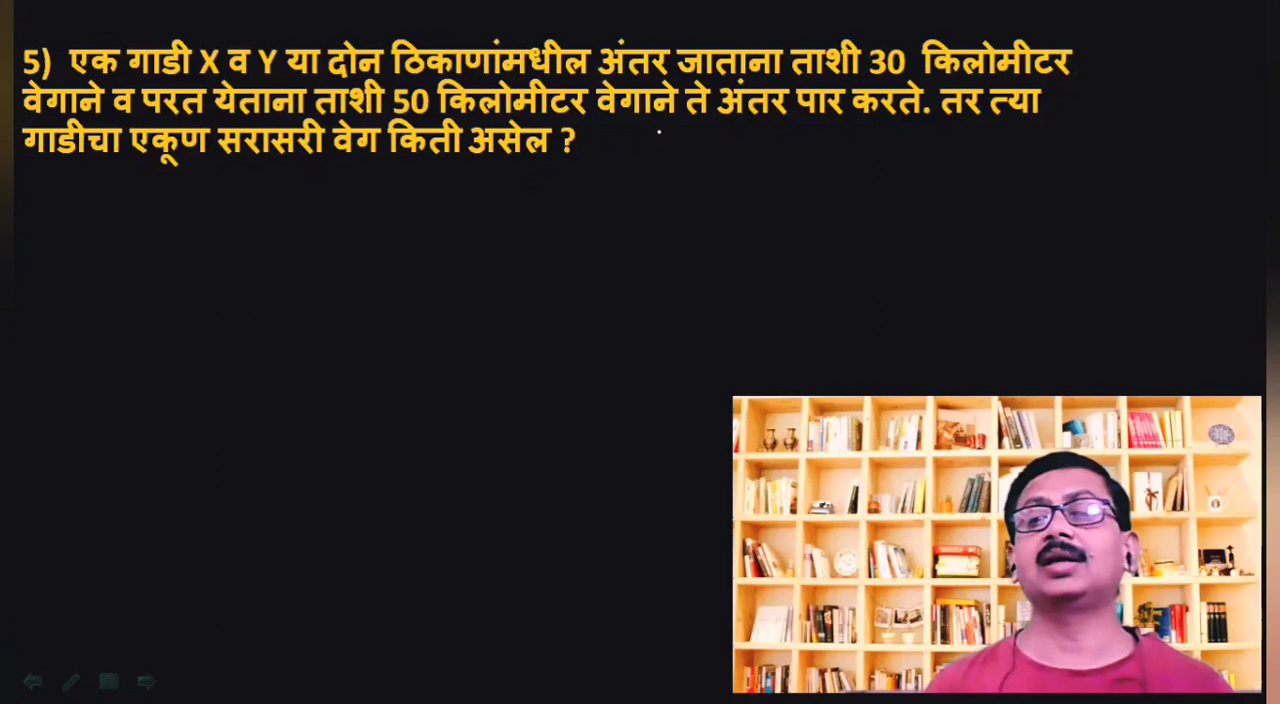 5) एक गाडी X व Y या दोन ठिकाणांमधील अंतर जाताना ताशी 30 किलोमीटर
वेगाने व परत येताना ताशी 50 किलोमीटर वेगाने ते अंतर पार करते. तर त्या
गाडीचा एकूण सरासरी वेग किती असेल ?